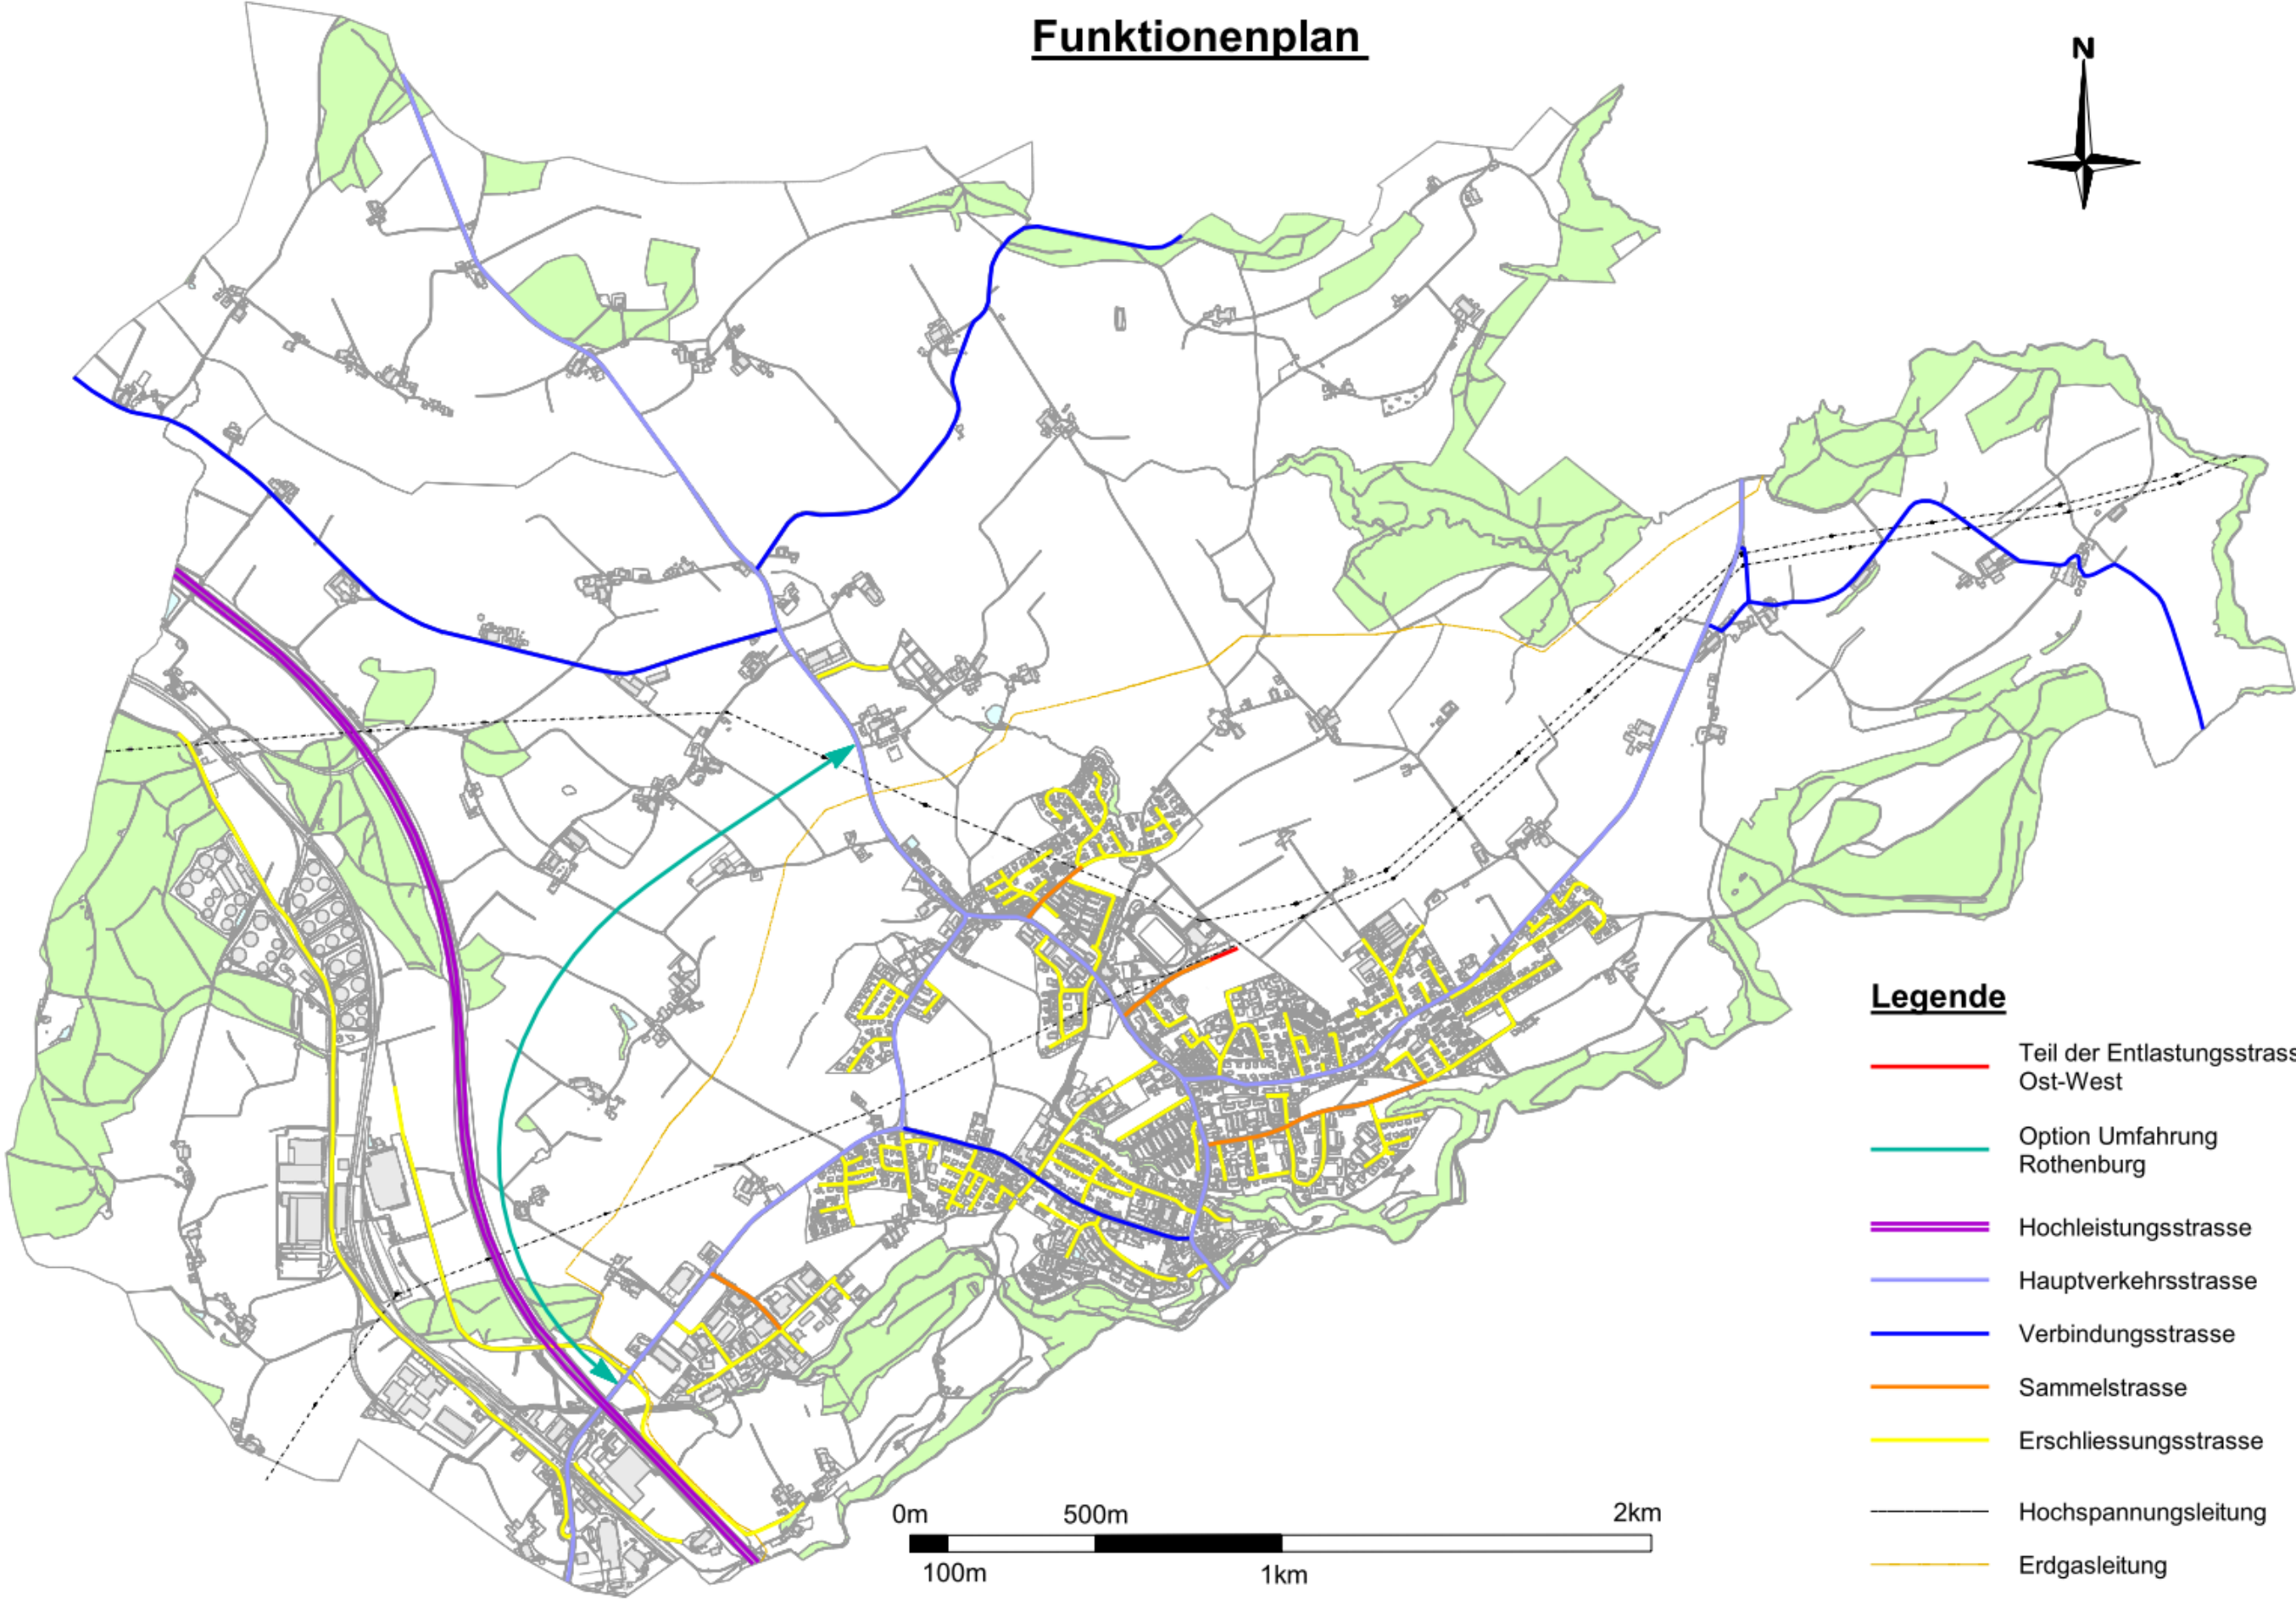 Funktionenplan
N
Legende
Teil der Entlastungsstrass
Ost-West
Option Umfahrung
Rothenburg
Hochleistungsstrasse
Hauptverkehrsstrasse
Verbindungsstrasse
Sammelstrasse
Erschliessungsstrasse
Hochspannungsleitung
Erdgasleitung
0m 500m 2km
100m 1km